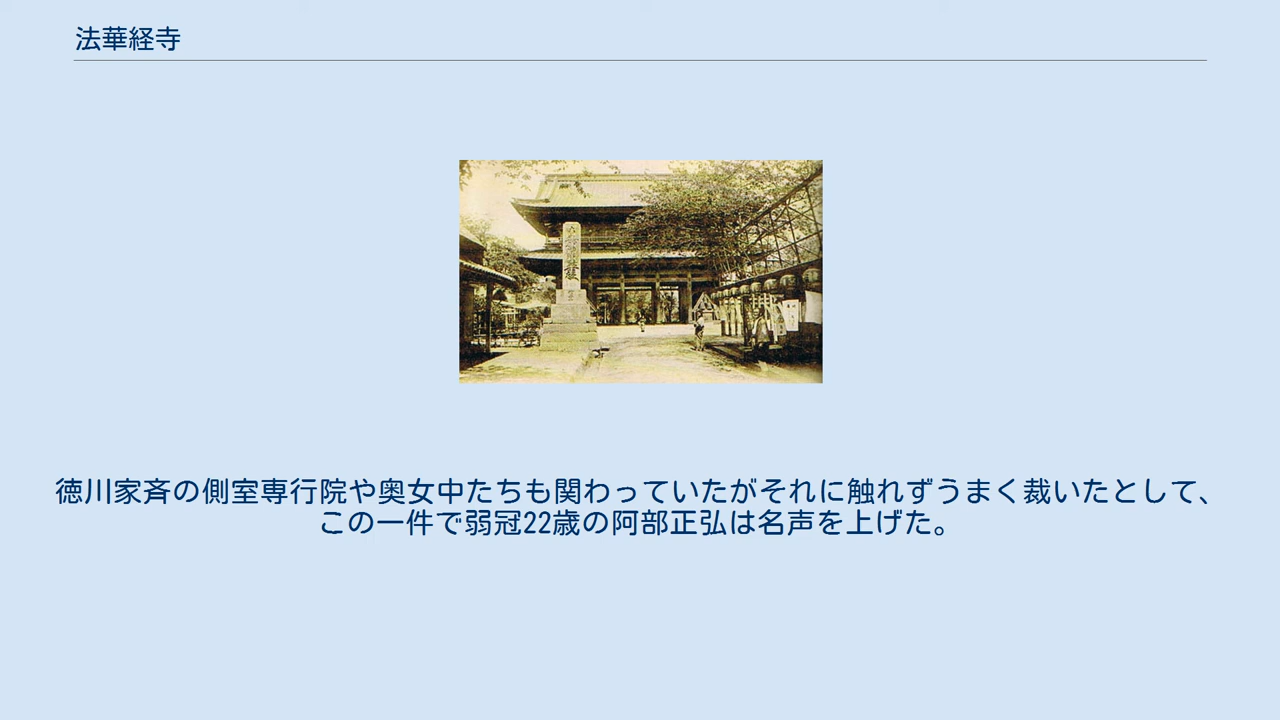 法華経寺
徳川家斉の側室専行院や奥女中たちも関わっていたがそれに触れずうまく裁いたとして、
この一件で弱冠22歳の阿部正弘は名声を上げた。